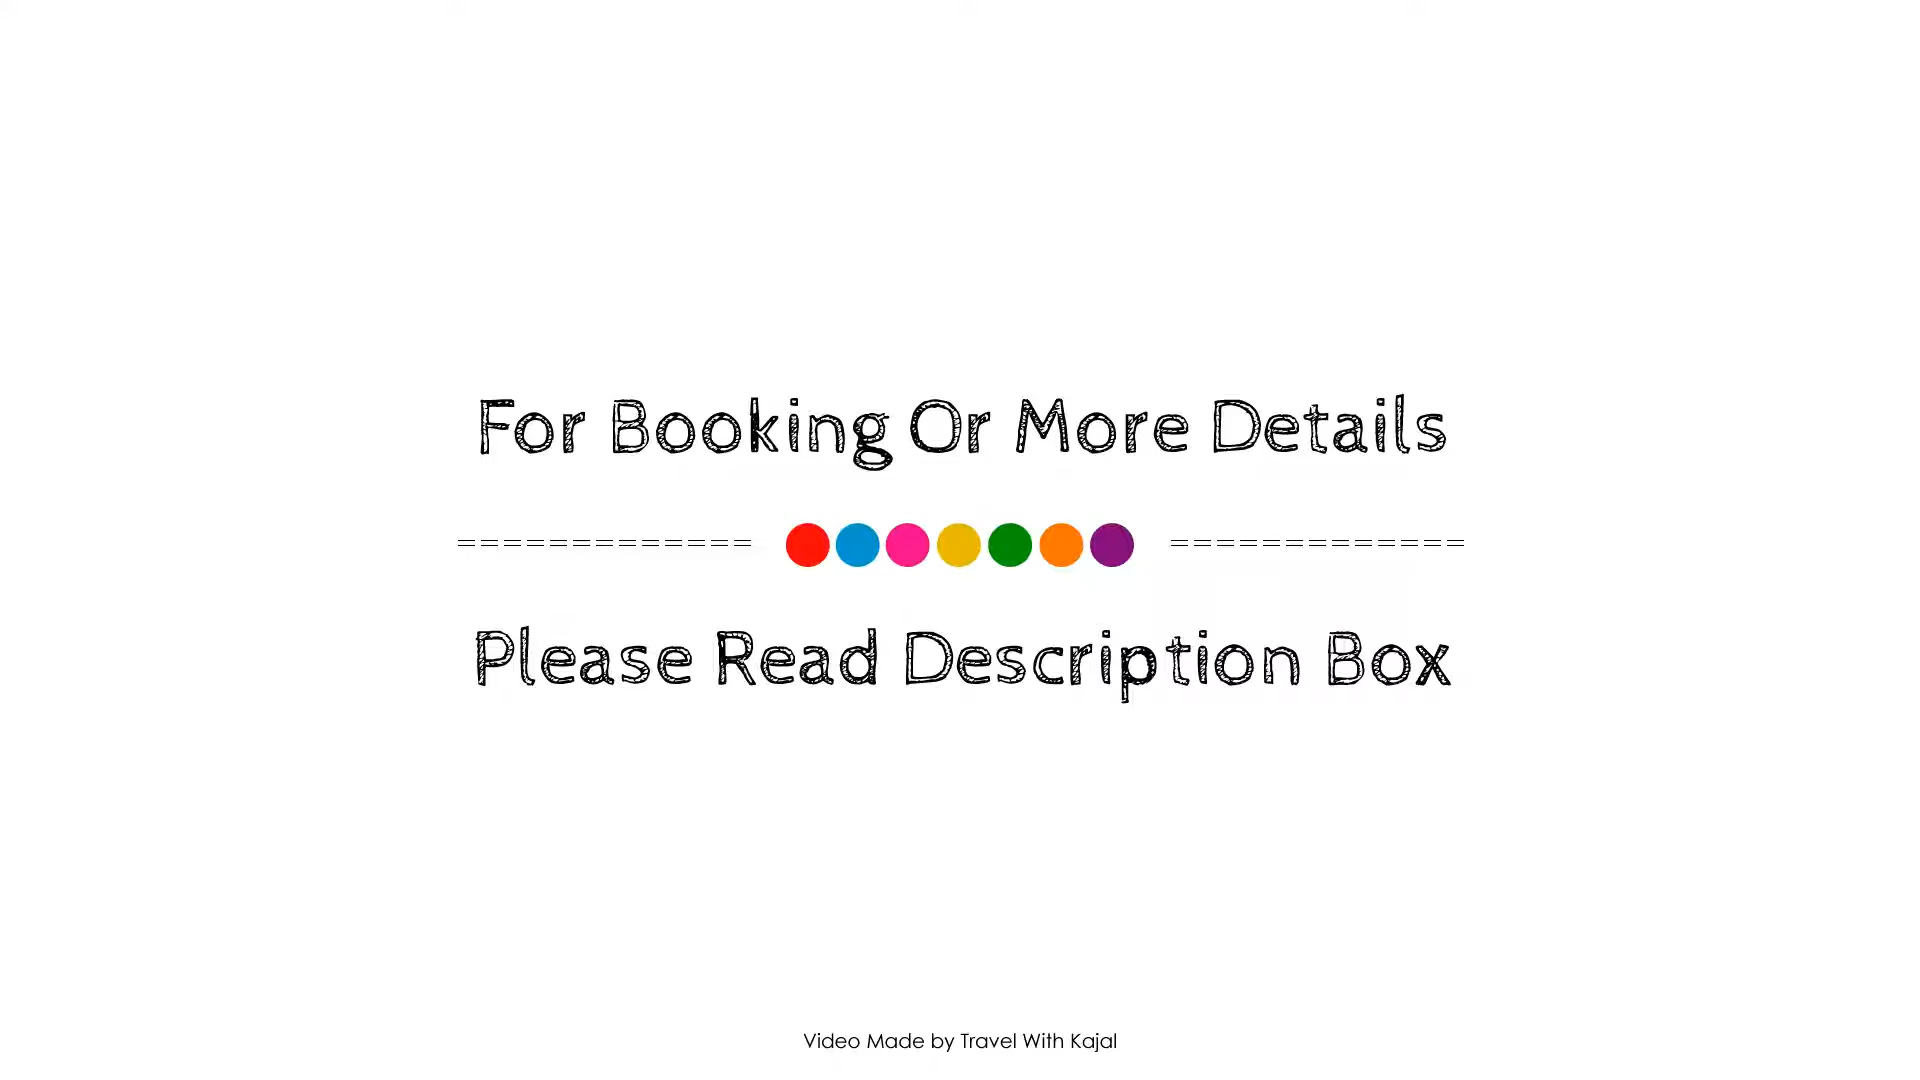 For Booking Or More Details
============= =============
Please Read Description Box
Video Made by Travel With Kajal